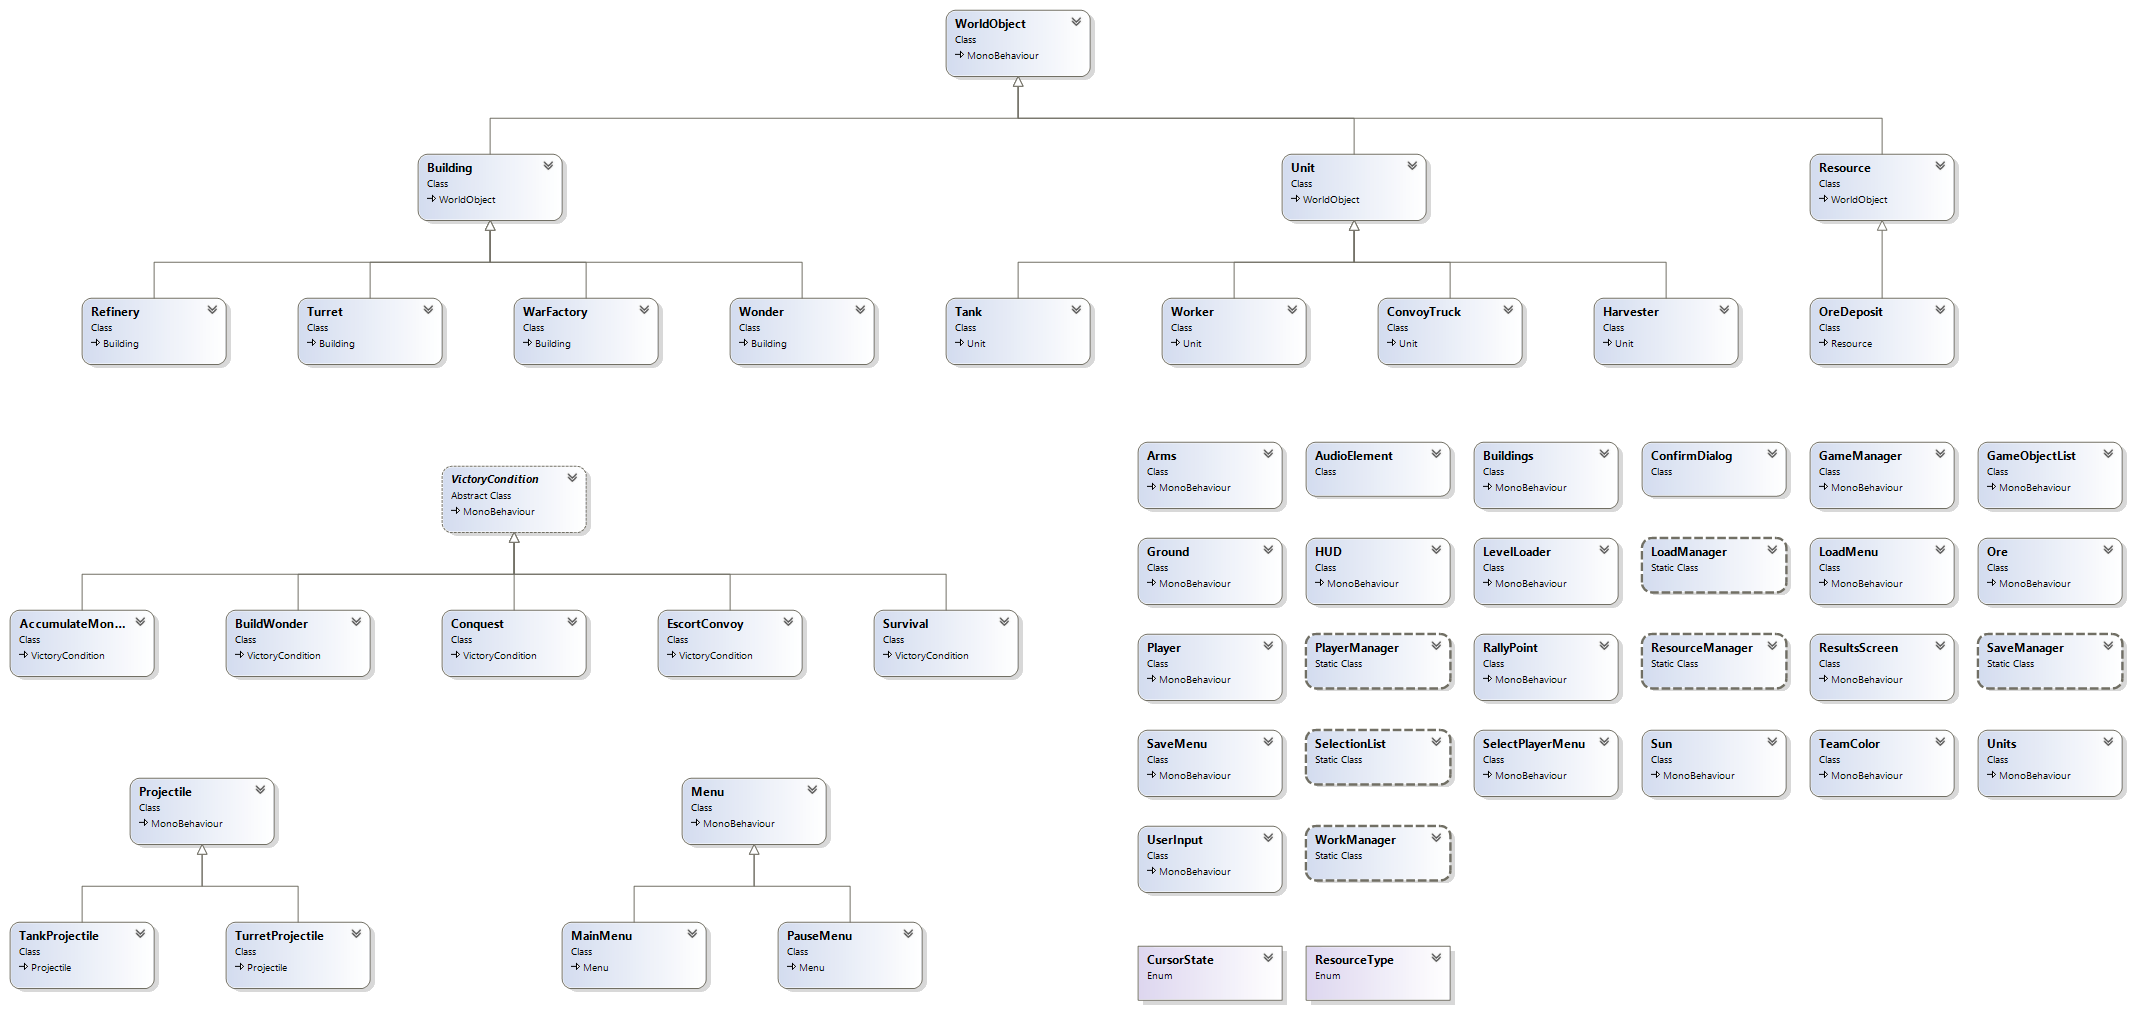 WorldObject
Class
MonoBehaviour
Building
Class
WorldObject
Unit
Class
WorldObject
Resource
Class
WorldObject
Refinery
Class
Building
Turret
Class
Building
WarFactory
Class
Building
Wonder
Class
Building
Tank
Class
Unit
Worker
Class
Unit
ConvoyTruck
Class
Unit
Harvester
Class
Unit
OreDeposit
Class
Resource
VictoryCondition
Abstract Class
MonoBehaviour
AccumulateMon...
Class
VictoryCondition
BuildWonder
Class
VictoryCondition
Conquest
Class
VictoryCondition
EscortConvoy
Class
VictoryCondition
Survival
Class
VictoryCondition
Projectile
Class
MonoBehaviour
Menu
Class
MonoBehaviour
TankProjectile
Class
Projectile
TurretProjectile
Class
Projectile
MainMenu
Class
Menu
PauseMenu
Class
Menu
Arms
Class
MonoBehaviour
AudioElement
Class
Buildings
Class
MonoBehaviour
ConfirmDialog
Class
GameManager
Class
MonoBehaviour
GameObjectList
Class
MonoBehaviour
Ground
Class
MonoBehaviour
HUD
Class
MonoBehaviour
LevelLoader
Class
MonoBehaviour
LoadManager
Static Class
LoadMenu
Class
MonoBehaviour
Ore
Class
MonoBehaviour
Player
Class
MonoBehaviour
PlayerManager
Static Class
RallyPoint
Class
MonoBehaviour
ResourceManager
Static Class
ResultsScreen
Class
MonoBehaviour
SaveManager
Static Class
SaveMenu
Class
MonoBehaviour
SelectionList
Static Class
SelectPlayerMenu
Class
MonoBehaviour
Sun
Class
MonoBehaviour
TeamColor
Class
MonoBehaviour
Units
Class
MonoBehaviour
UserInput
Class
MonoBehaviour
WorkManager
Static Class
CursorState
Enum
ResourceType
Enum